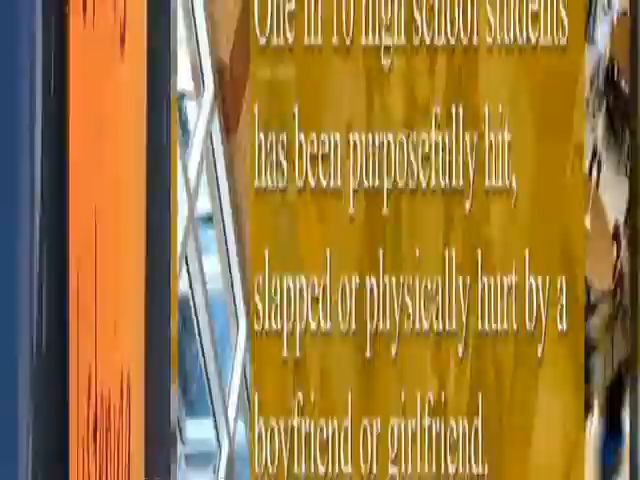 One in 10 high school students
has been purposefully hit,
slapped or physically hurt by a
boyfriend or girlfriend.